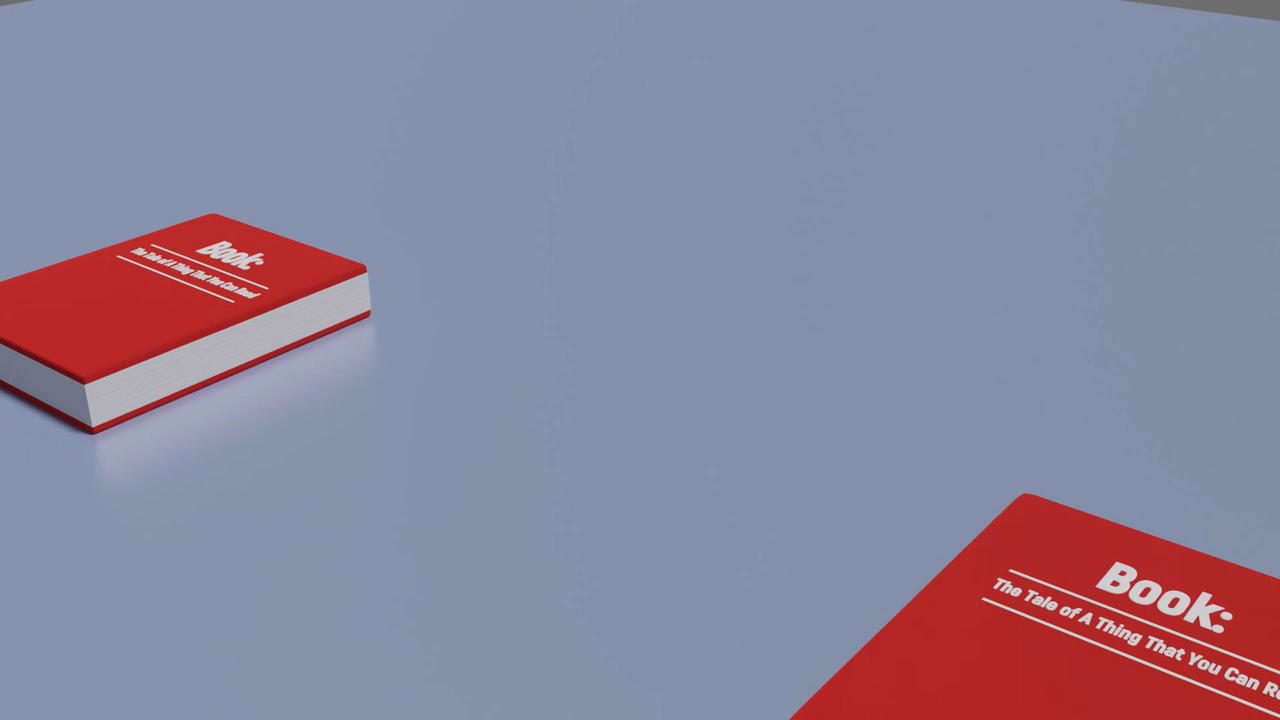 Book:
The Tale of A Thing That You Can Read
Book:
The Tale of A Thing That You Can